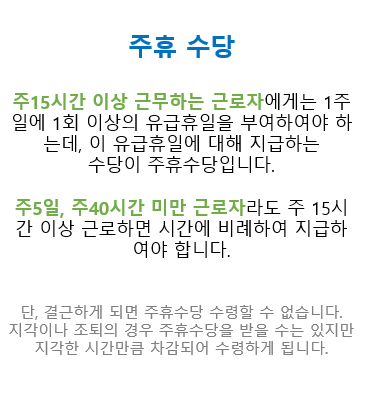 주휴 수당
주15시간 이상 근무하는 근로자에게는 1주
일에 1회 이상의 유급휴일을 부여하여야 하
는데, 이 유급휴일에 대해 지급하는
수당이 주휴수당입니다.
주5일, 주40시간 미만 근로자라도 주 15시
간 이상 근로하면 시간에 비례하여 지급하
여야 합니다.
단, 결근하게 되면 주휴수당 수령할 수 없습니다.
지각이나 조퇴의 경우 주휴수당을 받을 수는 있지만
지각한 시간만큼 차감되어 수령하게 됩니다.